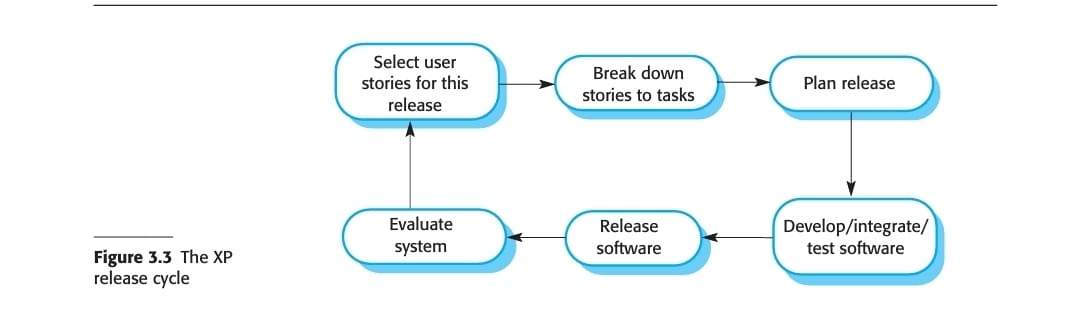 Select user
stories for this
release
Break down
stories to tasks
Plan release
Evaluate
system
Release
software
Develop/integrate/
test software
Figure 3.3 The XP
release cycle